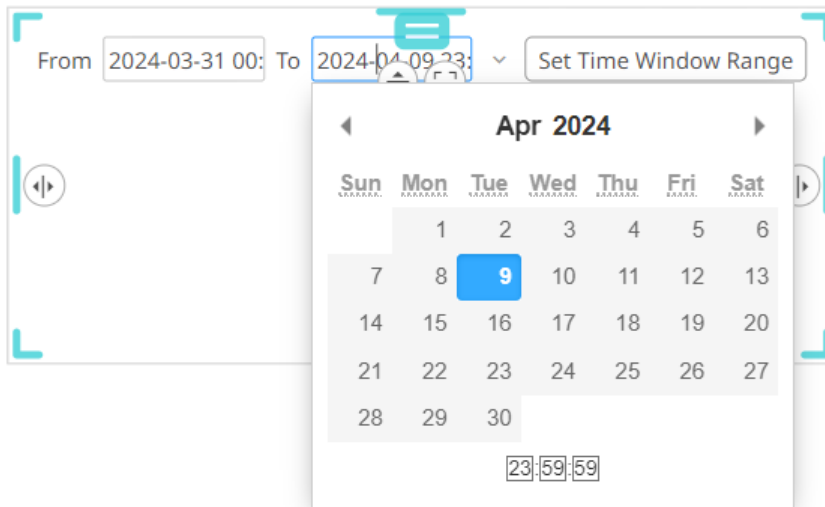 From 2024-03-31 00: To 2024-04-09 23: Set Time Window Range
Apr 2024
Sun Mon Tue Wed Thu Fri Sat
1 2 3 4 5 6
7 8 9 10 11 12 13
14 15 16 17 18 19 20
21 22 23 24 25 26 27
28 29 30
23:59:59